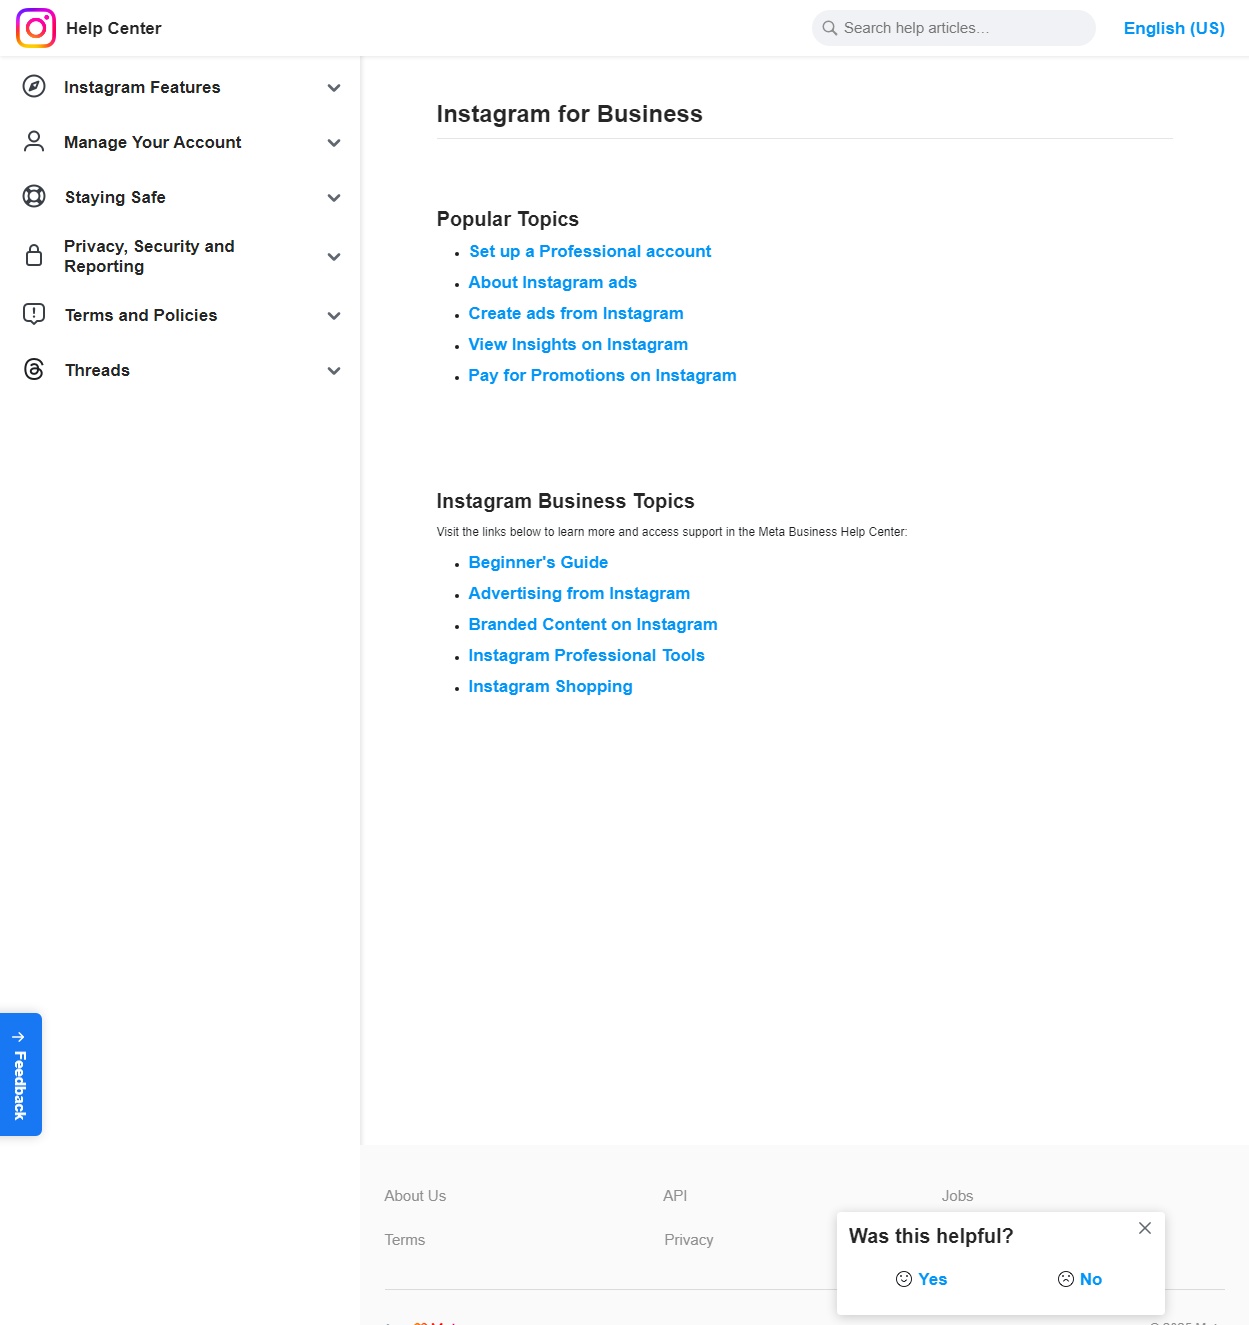 Help Center
Search help articles...
English (US)
Instagram Features
Manage Your Account
Staying Safe
Privacy, Security and
Reporting
Terms and Policies
Threads
Instagram for Business
Popular Topics
Set up a Professional account
About Instagram ads
Create ads from Instagram
View Insights on Instagram
Pay for Promotions on Instagram
Instagram Business Topics
Visit the links below to learn more and access support in the Meta Business Help Center:
Beginner's Guide
Advertising from Instagram
Branded Content on Instagram
Instagram Professional Tools
Instagram Shopping
Feedback
About Us
API
Jobs
Terms
Privacy
Was this helpful?
Yes
No